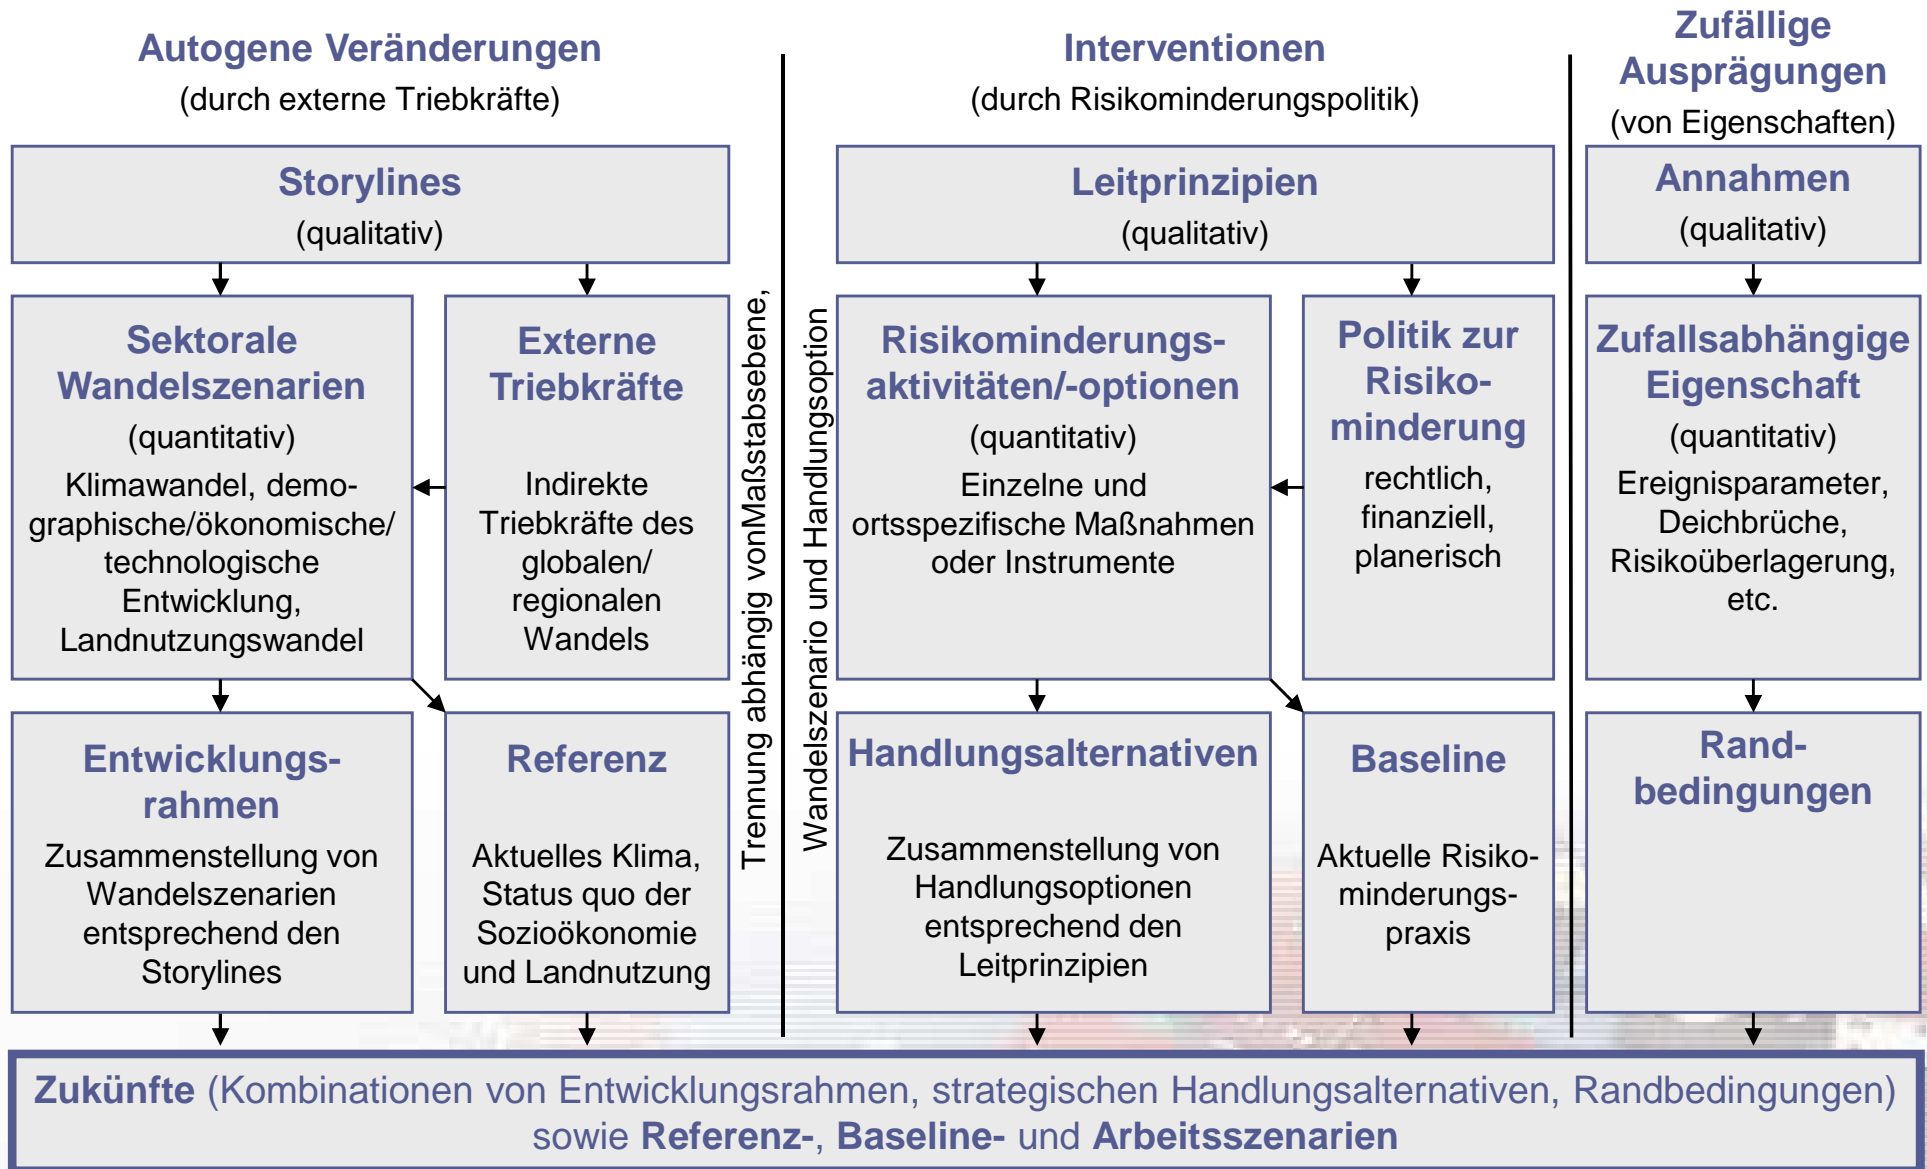 Autogene Veränderungen
(durch externe Triebkräfte)
Storylines
(qualitativ)
Sektorale
Wandelszenarien
(quantitativ)
Klimawandel, demo-
graphische/ökonomische/
technologische
Entwicklung,
Landnutzungswandel
Externe
Triebkräfte
Indirekte
Triebkräfte des
globalen/
regionalen
Wandels
Entwicklungs-
rahmen
Zusammenstellung von
Wandelszenarien
entsprechend den
Storylines
Referenz
Aktuelles Klima,
Status quo der
Sozioökonomie
und Landnutzung
Trennung abhängig vonMaßstabsebene,
Wandelszenario und Handlungsoption
Interventionen
(durch Risikominderungspolitik)
Leitprinzipien
(qualitativ)
Risikominderungs-
aktivitäten/-optionen
(quantitativ)
Einzelne und
ortsspezifische Maßnahmen
oder Instrumente
Politik zur
Risiko-
minderung
rechtlich,
finanziell,
planerisch
Handlungsalternativen
Zusammenstellung von
Handlungsoptionen
entsprechend den
Leitprinzipien
Baseline
Aktuelle Risiko-
minderungs-
praxis
Zufällige
Ausprägungen
(von Eigenschaften)
Annahmen
(qualitativ)
Zufallsabhängige
Eigenschaft
(quantitativ)
Ereignisparameter,
Deichbrüche,
Risikoüberlagerung,
etc.
Rand-
bedingungen
Zukünfte (Kombinationen von Entwicklungsrahmen, strategischen Handlungsalternativen, Randbedingungen)
sowie Referenz-, Baseline- und Arbeitsszenarien